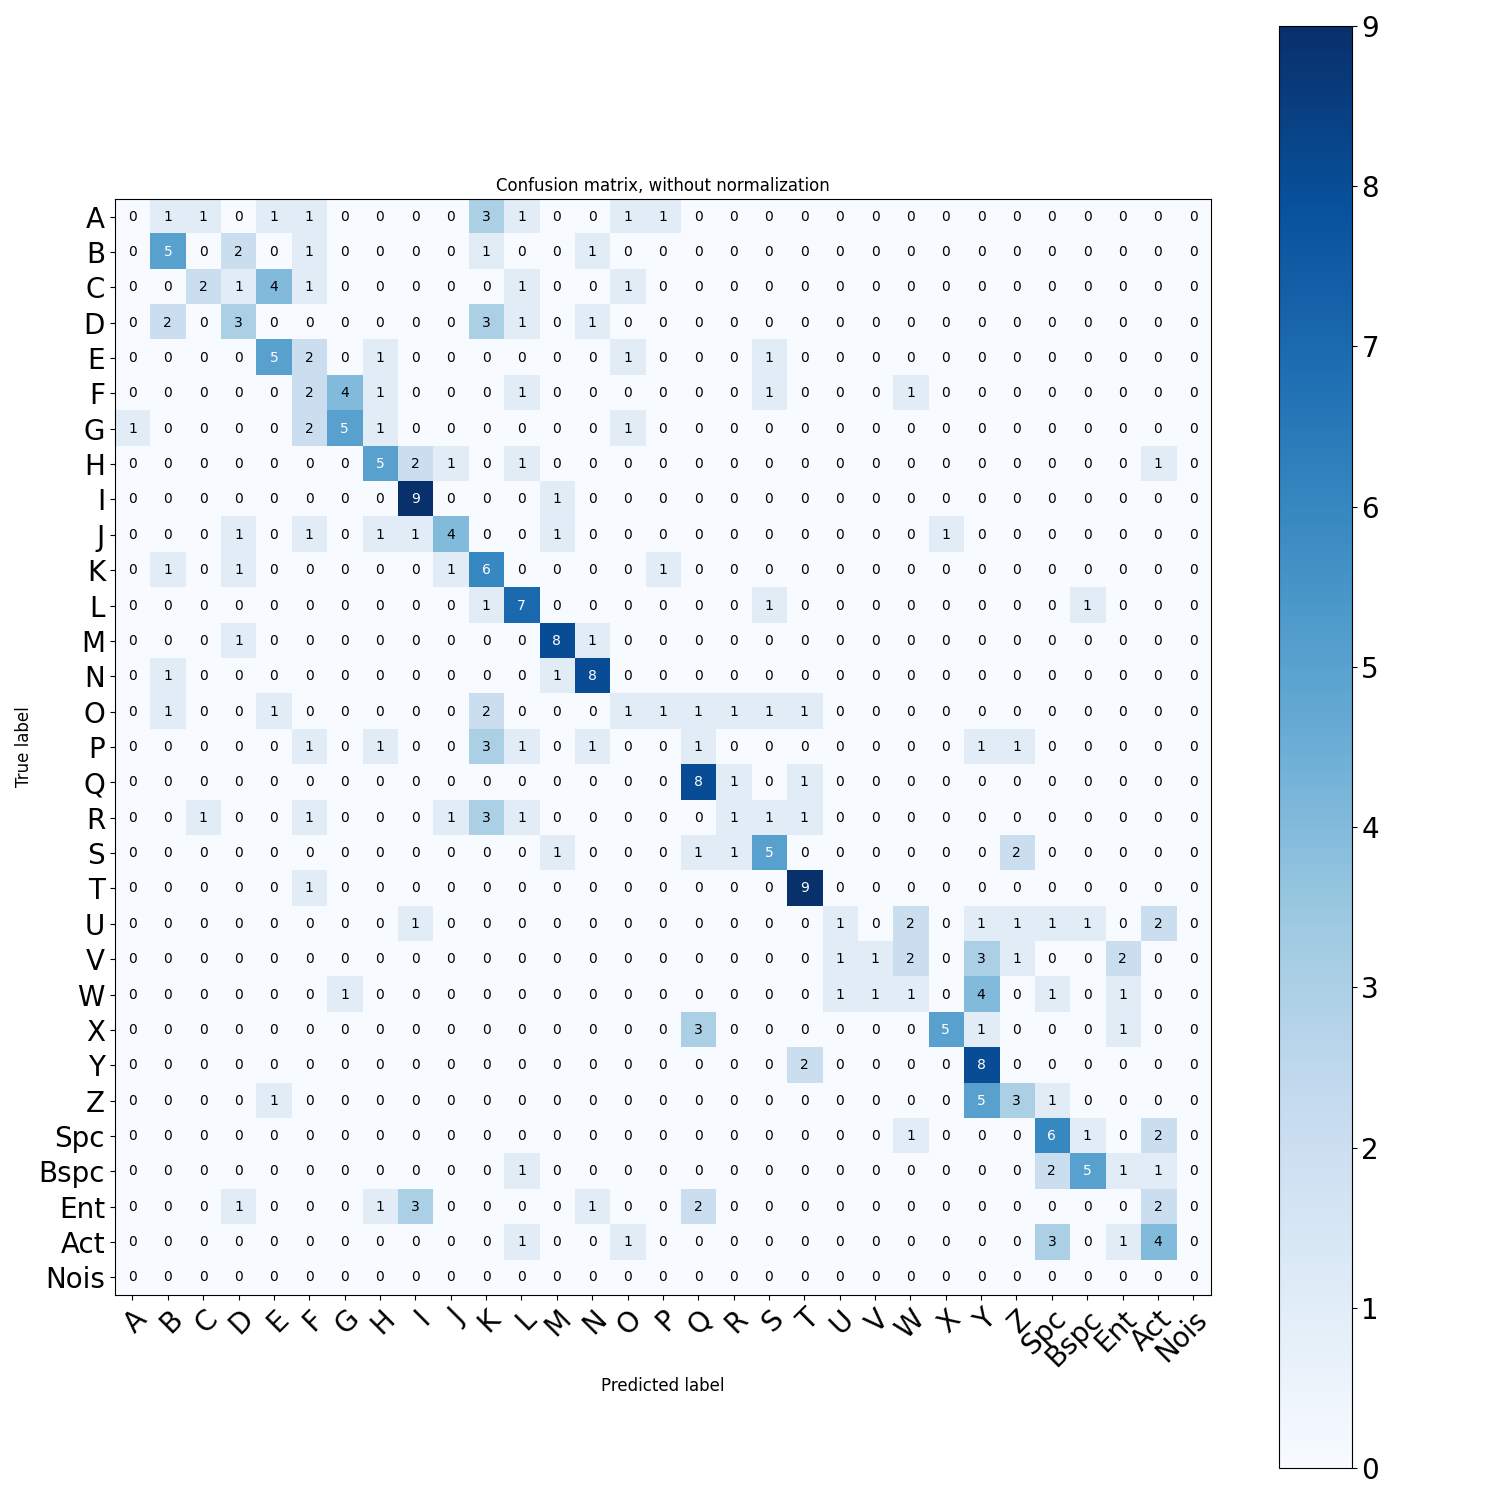 Confusion matrix, without normalization
A 0 1 1 0 1 1 0 0 0 0 3 1 0 0 1 1 0 0 0 0 0 0 0 0 0 0 0 0 0 0 0
B 0 5 0 2 0 1 0 0 0 0 1 0 0 1 0 0 0 0 0 0 0 0 0 0 0 0 0 0 0 0 0
C 0 0 2 1 4 1 0 0 0 0 0 1 0 0 1 0 0 0 0 0 0 0 0 0 0 0 0 0 0 0 0
D 0 2 0 3 0 0 0 0 0 0 3 1 0 1 0 0 0 0 0 0 0 0 0 0 0 0 0 0 0 0 0
E 0 0 0 0 5 2 0 1 0 0 0 0 0 0 1 0 0 0 1 0 0 0 0 0 0 0 0 0 0 0 0
F 0 0 0 0 0 2 4 1 0 0 0 1 0 0 0 0 0 0 1 0 0 0 1 0 0 0 0 0 0 0 0
G 1 0 0 0 0 2 5 1 0 0 0 0 0 0 1 0 0 0 0 0 0 0 0 0 0 0 0 0 0 0 0
H 0 0 0 0 0 0 0 5 2 1 0 1 0 0 0 0 0 0 0 0 0 0 0 0 0 0 0 0 0 1 0
I 0 0 0 0 0 0 0 0 9 0 0 0 1 0 0 0 0 0 0 0 0 0 0 0 0 0 0 0 0 0 0
J 0 0 0 1 0 1 0 1 1 4 0 0 1 0 0 0 0 0 0 0 0 0 0 1 0 0 0 0 0 0 0
K 0 1 0 1 0 0 0 0 0 1 6 0 0 0 0 1 0 0 0 0 0 0 0 0 0 0 0 0 0 0 0
L 0 0 0 0 0 0 0 0 0 0 1 7 0 0 0 0 0 0 1 0 0 0 0 0 0 0 0 1 0 0 0
M 0 0 0 1 0 0 0 0 0 0 0 0 8 1 0 0 0 0 0 0 0 0 0 0 0 0 0 0 0 0 0
N 0 1 0 0 0 0 0 0 0 0 0 0 1 8 0 0 0 0 0 0 0 0 0 0 0 0 0 0 0 0 0
O 0 1 0 0 1 0 0 0 0 0 2 0 0 0 1 1 1 1 1 1 0 0 0 0 0 0 0 0 0 0 0
P 0 0 0 0 0 1 0 1 0 0 3 1 0 1 0 0 1 0 0 0 0 0 0 0 1 1 0 0 0 0 0
Q 0 0 0 0 0 0 0 0 0 0 0 0 0 0 0 0 8 1 0 1 0 0 0 0 0 0 0 0 0 0 0
R 0 0 1 0 0 1 0 0 0 1 3 1 0 0 0 0 0 1 1 1 0 0 0 0 0 0 0 0 0 0 0
S 0 0 0 0 0 0 0 0 0 0 0 0 1 0 0 0 1 1 5 0 0 0 0 0 0 2 0 0 0 0 0
T 0 0 0 0 0 1 0 0 0 0 0 0 0 0 0 0 0 0 0 9 0 0 0 0 0 0 0 0 0 0 0
U 0 0 0 0 0 0 0 0 1 0 0 0 0 0 0 0 0 0 0 0 1 0 2 0 1 1 1 1 0 2 0
V 0 0 0 0 0 0 0 0 0 0 0 0 0 0 0 0 0 0 0 0 1 1 2 0 3 1 0 0 2 0 0
W 0 0 0 0 0 0 1 0 0 0 0 0 0 0 0 0 0 0 0 0 1 1 1 0 4 0 1 0 1 0 0
X 0 0 0 0 0 0 0 0 0 0 0 0 0 0 0 0 3 0 0 0 0 0 0 5 1 0 0 0 1 0 0
Y 0 0 0 0 0 0 0 0 0 0 0 0 0 0 0 0 0 0 0 2 0 0 0 0 8 0 0 0 0 0 0
Z 0 0 0 0 1 0 0 0 0 0 0 0 0 0 0 0 0 0 0 0 0 0 0 0 5 3 1 0 0 0 0
Spc 0 0 0 0 0 0 0 0 0 0 0 0 0 0 0 0 0 0 0 0 0 0 1 0 0 0 6 1 0 2 0
Bspc 0 0 0 0 0 0 0 0 0 0 0 1 0 0 0 0 0 0 0 0 0 0 0 0 0 0 2 5 1 1 0
Ent 0 0 0 1 0 0 0 1 3 0 0 0 0 1 0 0 2 0 0 0 0 0 0 0 0 0 0 0 0 2 0
Act 0 0 0 0 0 0 0 0 0 0 0 1 0 0 1 0 0 0 0 0 0 0 0 0 0 0 3 0 1 4 0
Nois 0 0 0 0 0 0 0 0 0 0 0 0 0 0 0 0 0 0 0 0 0 0 0 0 0 0 0 0 0 0 0
A B C D E F G H I J K L M N O P Q R S T U V W X Y Z Spc Bspc Ent Act Nois
Predicted label
True label
9
8
7
6
5
4
3
2
1
0